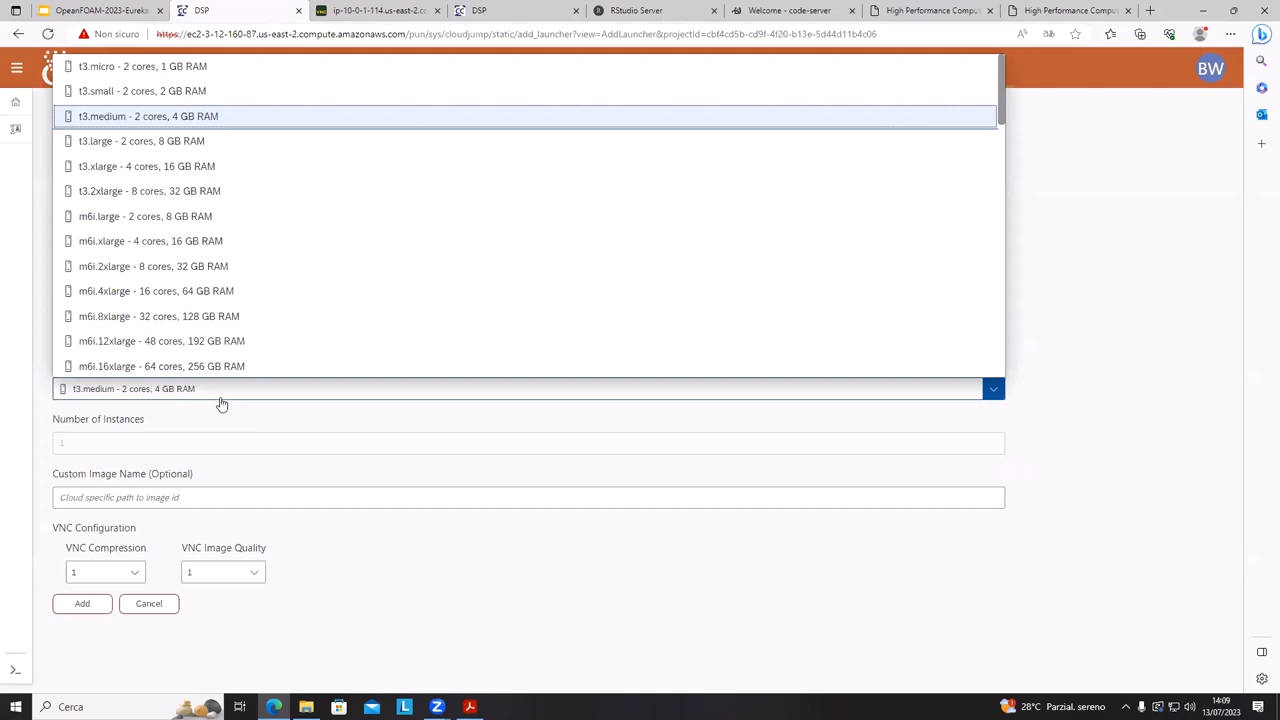 OpeanFOAM-2023-Eureka-
DSP
ip-10-0-1-114.us-east-2.co
DSP
RStudio Server
Welcome - code-server
High Performance Comput
High Performance Comput
Non sicuro
https://ec2-3-12-160-87.us-east-2.compute.amazonaws.com/pun/sys/cloudjump/static/add_launcher?view=AddLauncher&projectId=cbf4cd5b-cd9f-4f20-b13e-5d44d11c4c06
BW
t3.micro - 2 cores, 1 GB RAM
t3.small - 2 cores, 2 GB RAM
t3.medium - 2 cores, 4 GB RAM
t3.large - 2 cores, 8 GB RAM
t3.xlarge - 4 cores, 16 GB RAM
t3.2xlarge - 8 cores, 32 GB RAM
m6i.large - 2 cores, 8 GB RAM
m6i.xlarge - 4 cores, 16 GB RAM
m6i.2xlarge - 8 cores, 32 GB RAM
m6i.4xlarge - 16 cores, 64 GB RAM
m6i.8xlarge - 32 cores, 128 GB RAM
m6i.12xlarge - 48 cores, 192 GB RAM
m6i.16xlarge - 64 cores, 256 GB RAM
t3.medium - 2 cores, 4 GB RAM
Number of Instances
1
Custom Image Name (Optional)
Cloud specific path to image id
VNC Configuration
VNC Compression VNC Image Quality
1 1
Add Cancel
Cerca
28°C Parzial. sereno
14:09
13/07/2023